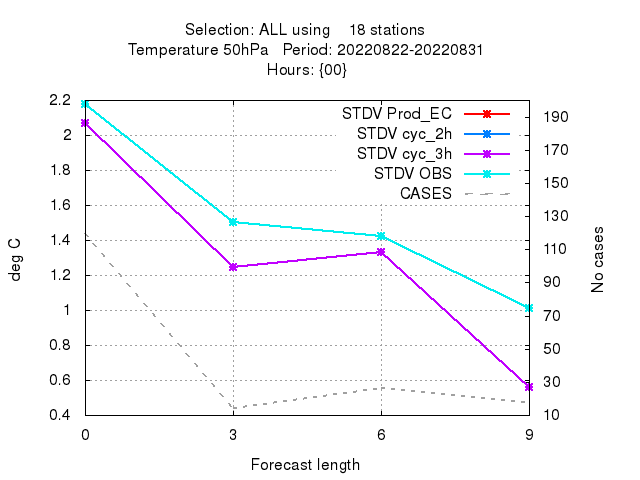 Selection: ALL using    18 stations
Temperature 50hPa   Period: 20220822-20220831
Hours: {00}
STDV Prod_EC
STDV cyc_2h
STDV cyc_3h
STDV OBS
CASES
deg C
2.2
2
1.8
1.6
1.4
1.2
1
0.8
0.6
0.4
190
170
150
130
110
90
70
50
30
10
No cases
0 3 6 9
Forecast length